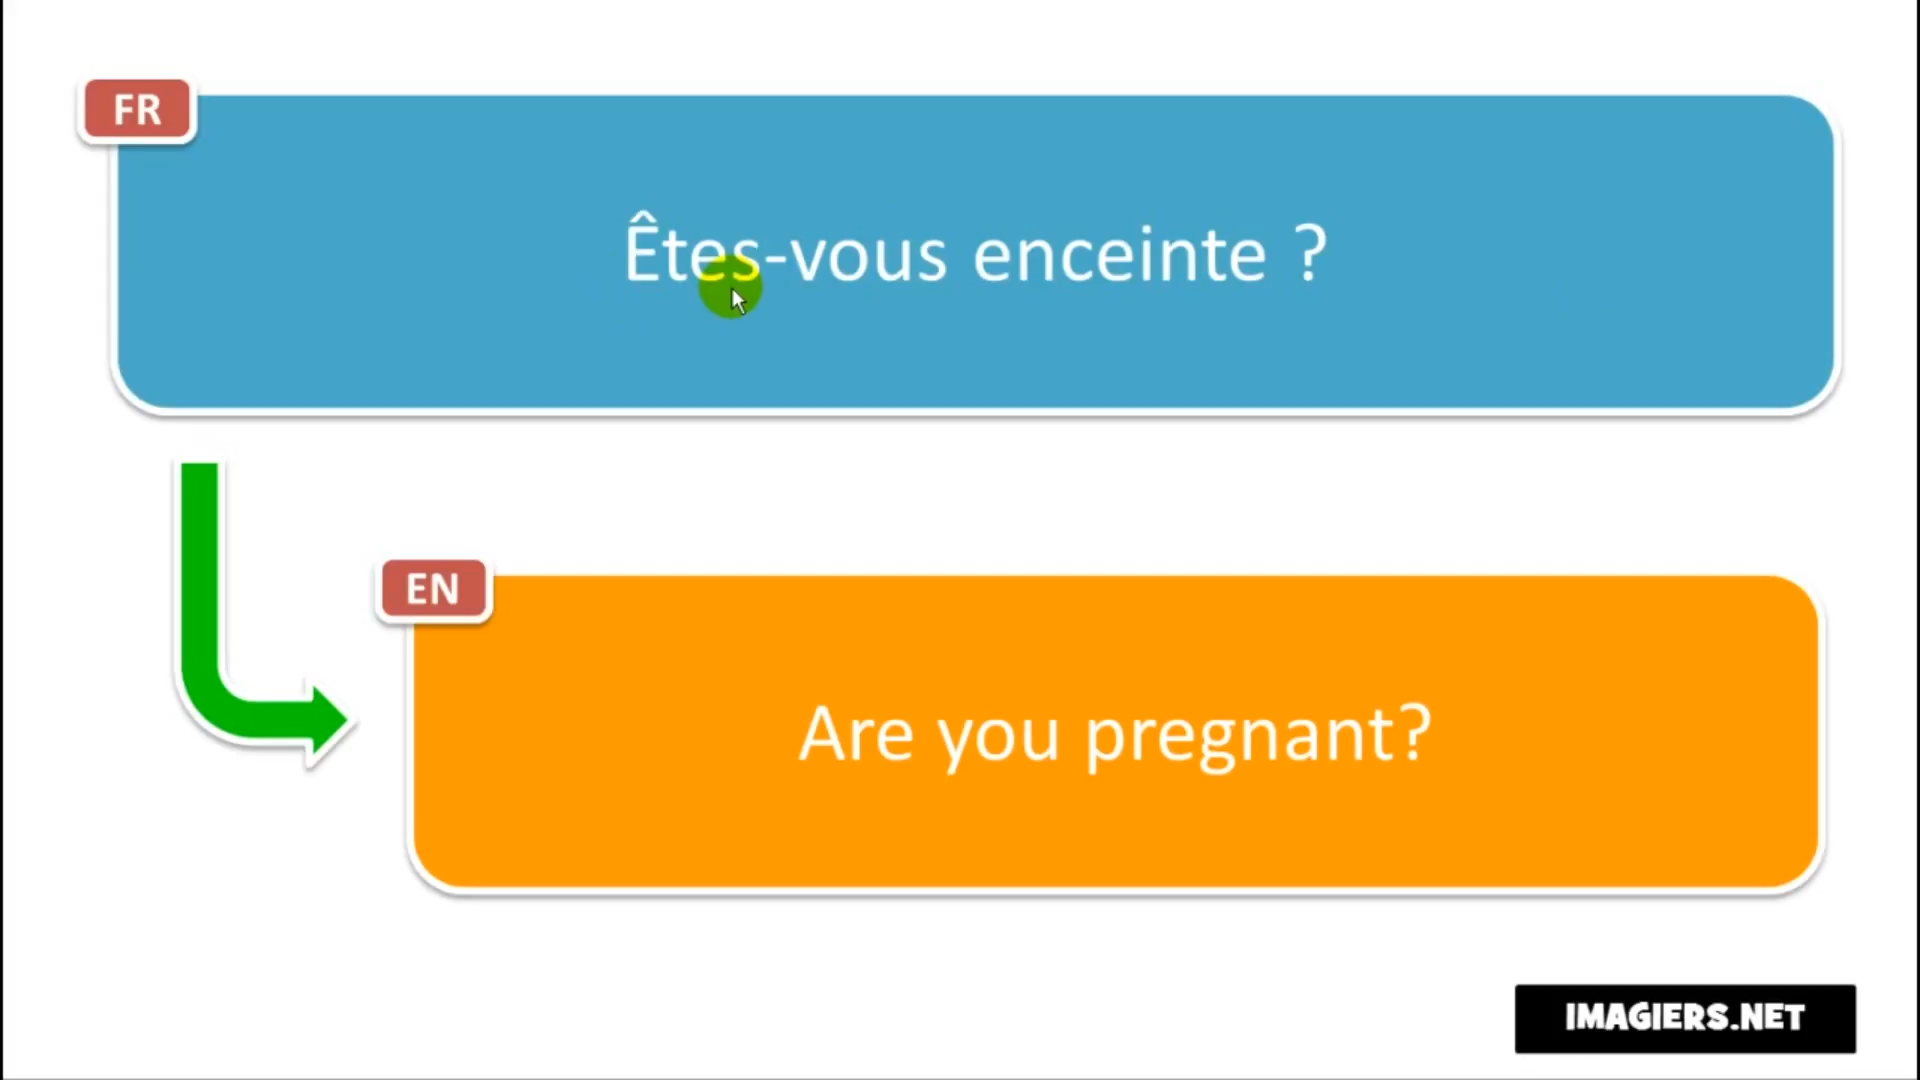 FR
Êtes-vous enceinte ?
EN
Are you pregnant?
IMAGIERS.NET